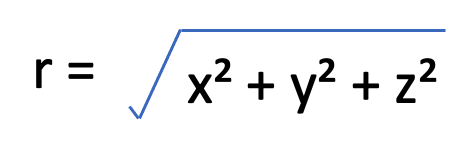 r = √x² + y² + z²